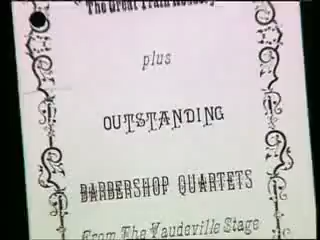 "The Great Train Robbery"
plus
OUTSTANDING
BARBERSHOP QUARTETS
From The Vaudeville Stage